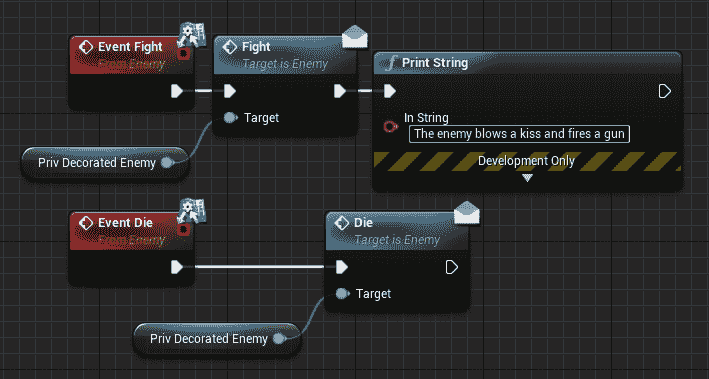 Event Fight
From Enemy
Fight
Target is Enemy
Target
Priv Decorated Enemy
f Print String
In String
The enemy blows a kiss and fires a gun
Development Only
Event Die
From Enemy
Die
Target is Enemy
Target
Priv Decorated Enemy